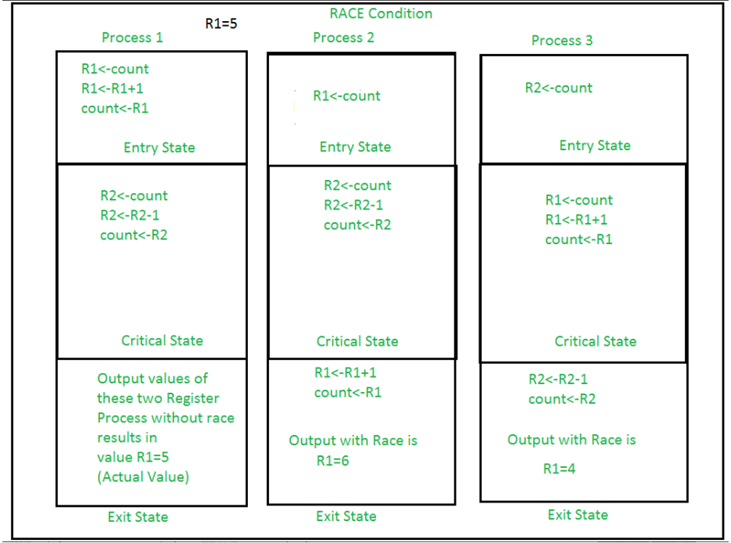 RACE Condition
R1=5
Process 1
R1<-count
R1<-R1+1
count<-R1
Entry State
R2<-count
R2<-R2-1
count<-R2
Critical State
Output values of
these two Register
Process without race
results in
value R1=5
(Actual Value)
Exit State
Process 2
R1<-count
Entry State
R2<-count
R2<-R2-1
count<-R2
Critical State
R1<-R1+1
count<-R1
Output with Race is
R1=6
Exit State
Process 3
R2<-count
Entry State
R1<-count
R1<-R1+1
count<-R1
Critical State
R2<-R2-1
count<-R2
Output with Race is
R1=4
Exit State